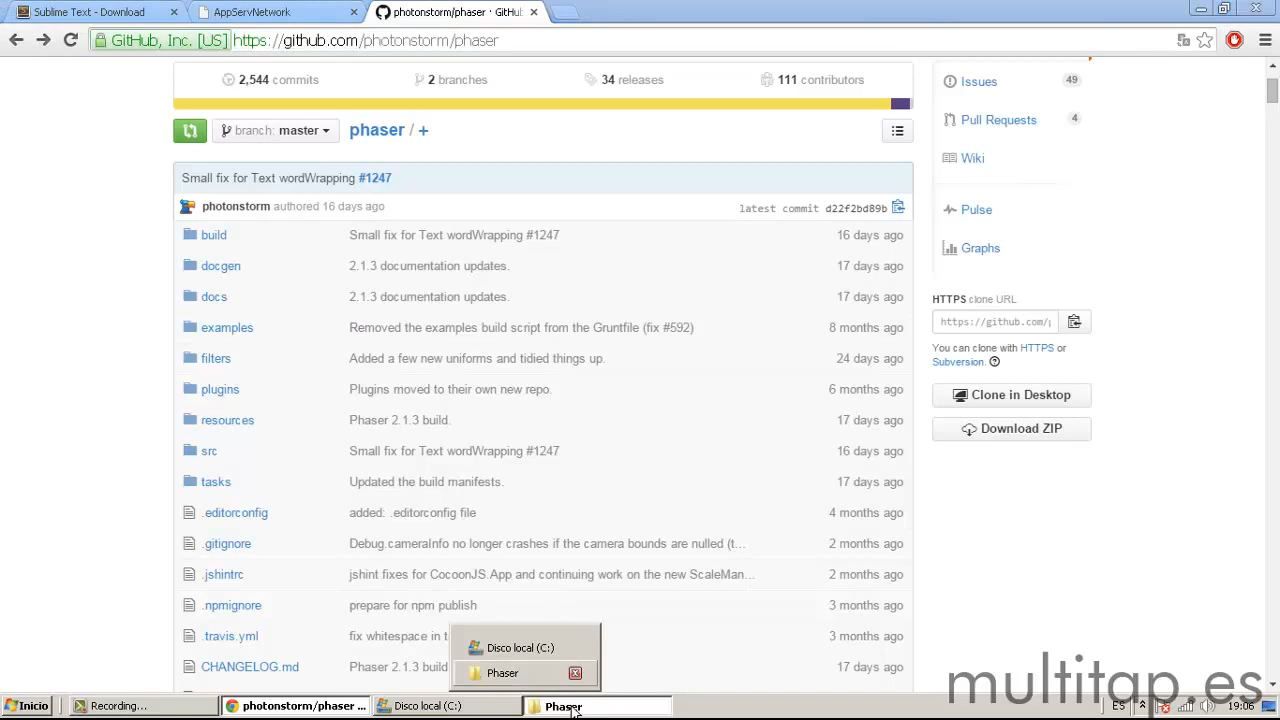 Sublime Text: Download
AppServNetwork
photonstorm/phaser · GitHu
GitHub, Inc. [US] https://github.com/photonstorm/phaser
2,544 commits
2 branches
34 releases
111 contributors
branch: master
phaser / +
Small fix for Text wordWrapping #1247
photonstorm authored 16 days ago
latest commit d22f2bd89b
build Small fix for Text wordWrapping #1247 16 days ago
docgen 2.1.3 documentation updates. 17 days ago
docs 2.1.3 documentation updates. 17 days ago
examples Removed the examples build script from the Gruntfile (fix #592) 8 months ago
filters Added a few new uniforms and tidied things up. 24 days ago
plugins Plugins moved to their own new repo. 6 months ago
resources Phaser 2.1.3 build. 17 days ago
src Small fix for Text wordWrapping #1247 16 days ago
tasks Updated the build manifests. 17 days ago
.editorconfig added: .editorconfig file 4 months ago
.gitignore Debug.cameraInfo no longer crashes if the camera bounds are nulled (t... 2 months ago
.jshintrc jshint fixes for CocoonJS.App and continuing work on the new ScaleMan... 2 months ago
.npmignore prepare for npm publish 3 months ago
.travis.yml fix whitespace in t 3 months ago
CHANGELOG.md Phaser 2.1.3 build 17 days ago
Issues 49
Pull Requests 4
Wiki
Pulse
Graphs
HTTPS clone URL
https://github.com/p
You can clone with HTTPS or
Subversion.
Clone in Desktop
Download ZIP
Disco local (C:)
Phaser
multitap.es
Inicio
Recording...
photonstorm/phaser ...
Disco local (C:)
Phaser
ES
19:06